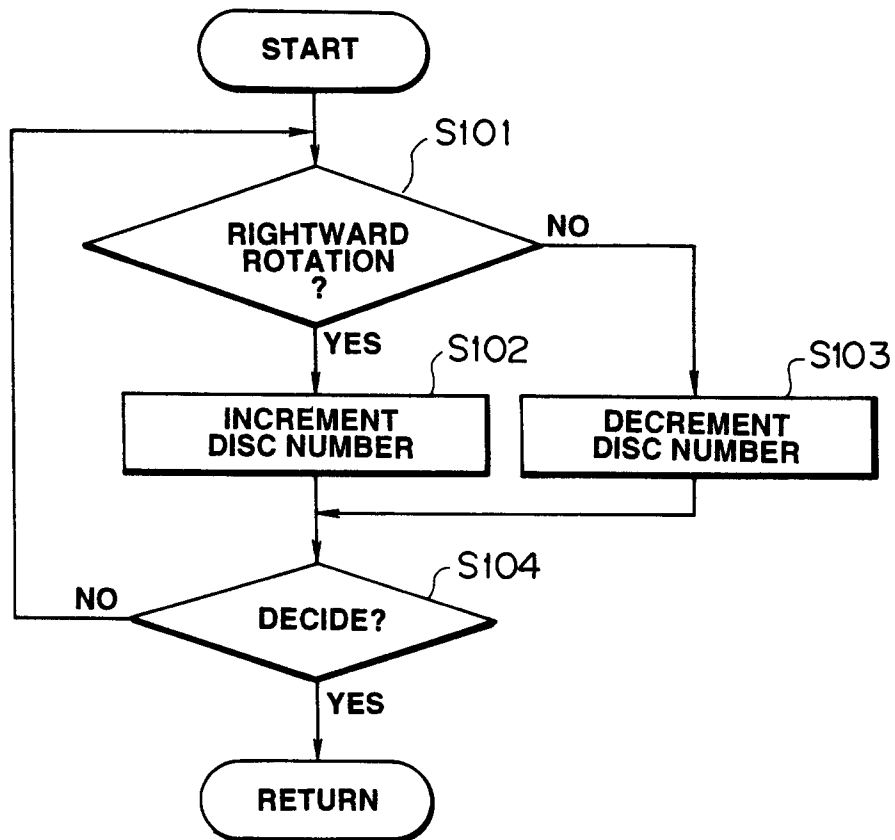 START
S101
RIGHTWARD
ROTATION
?
NO
YES
S102
INCREMENT
DISC NUMBER
S103
DECREMENT
DISC NUMBER
S104
DECIDE?
NO
YES
RETURN